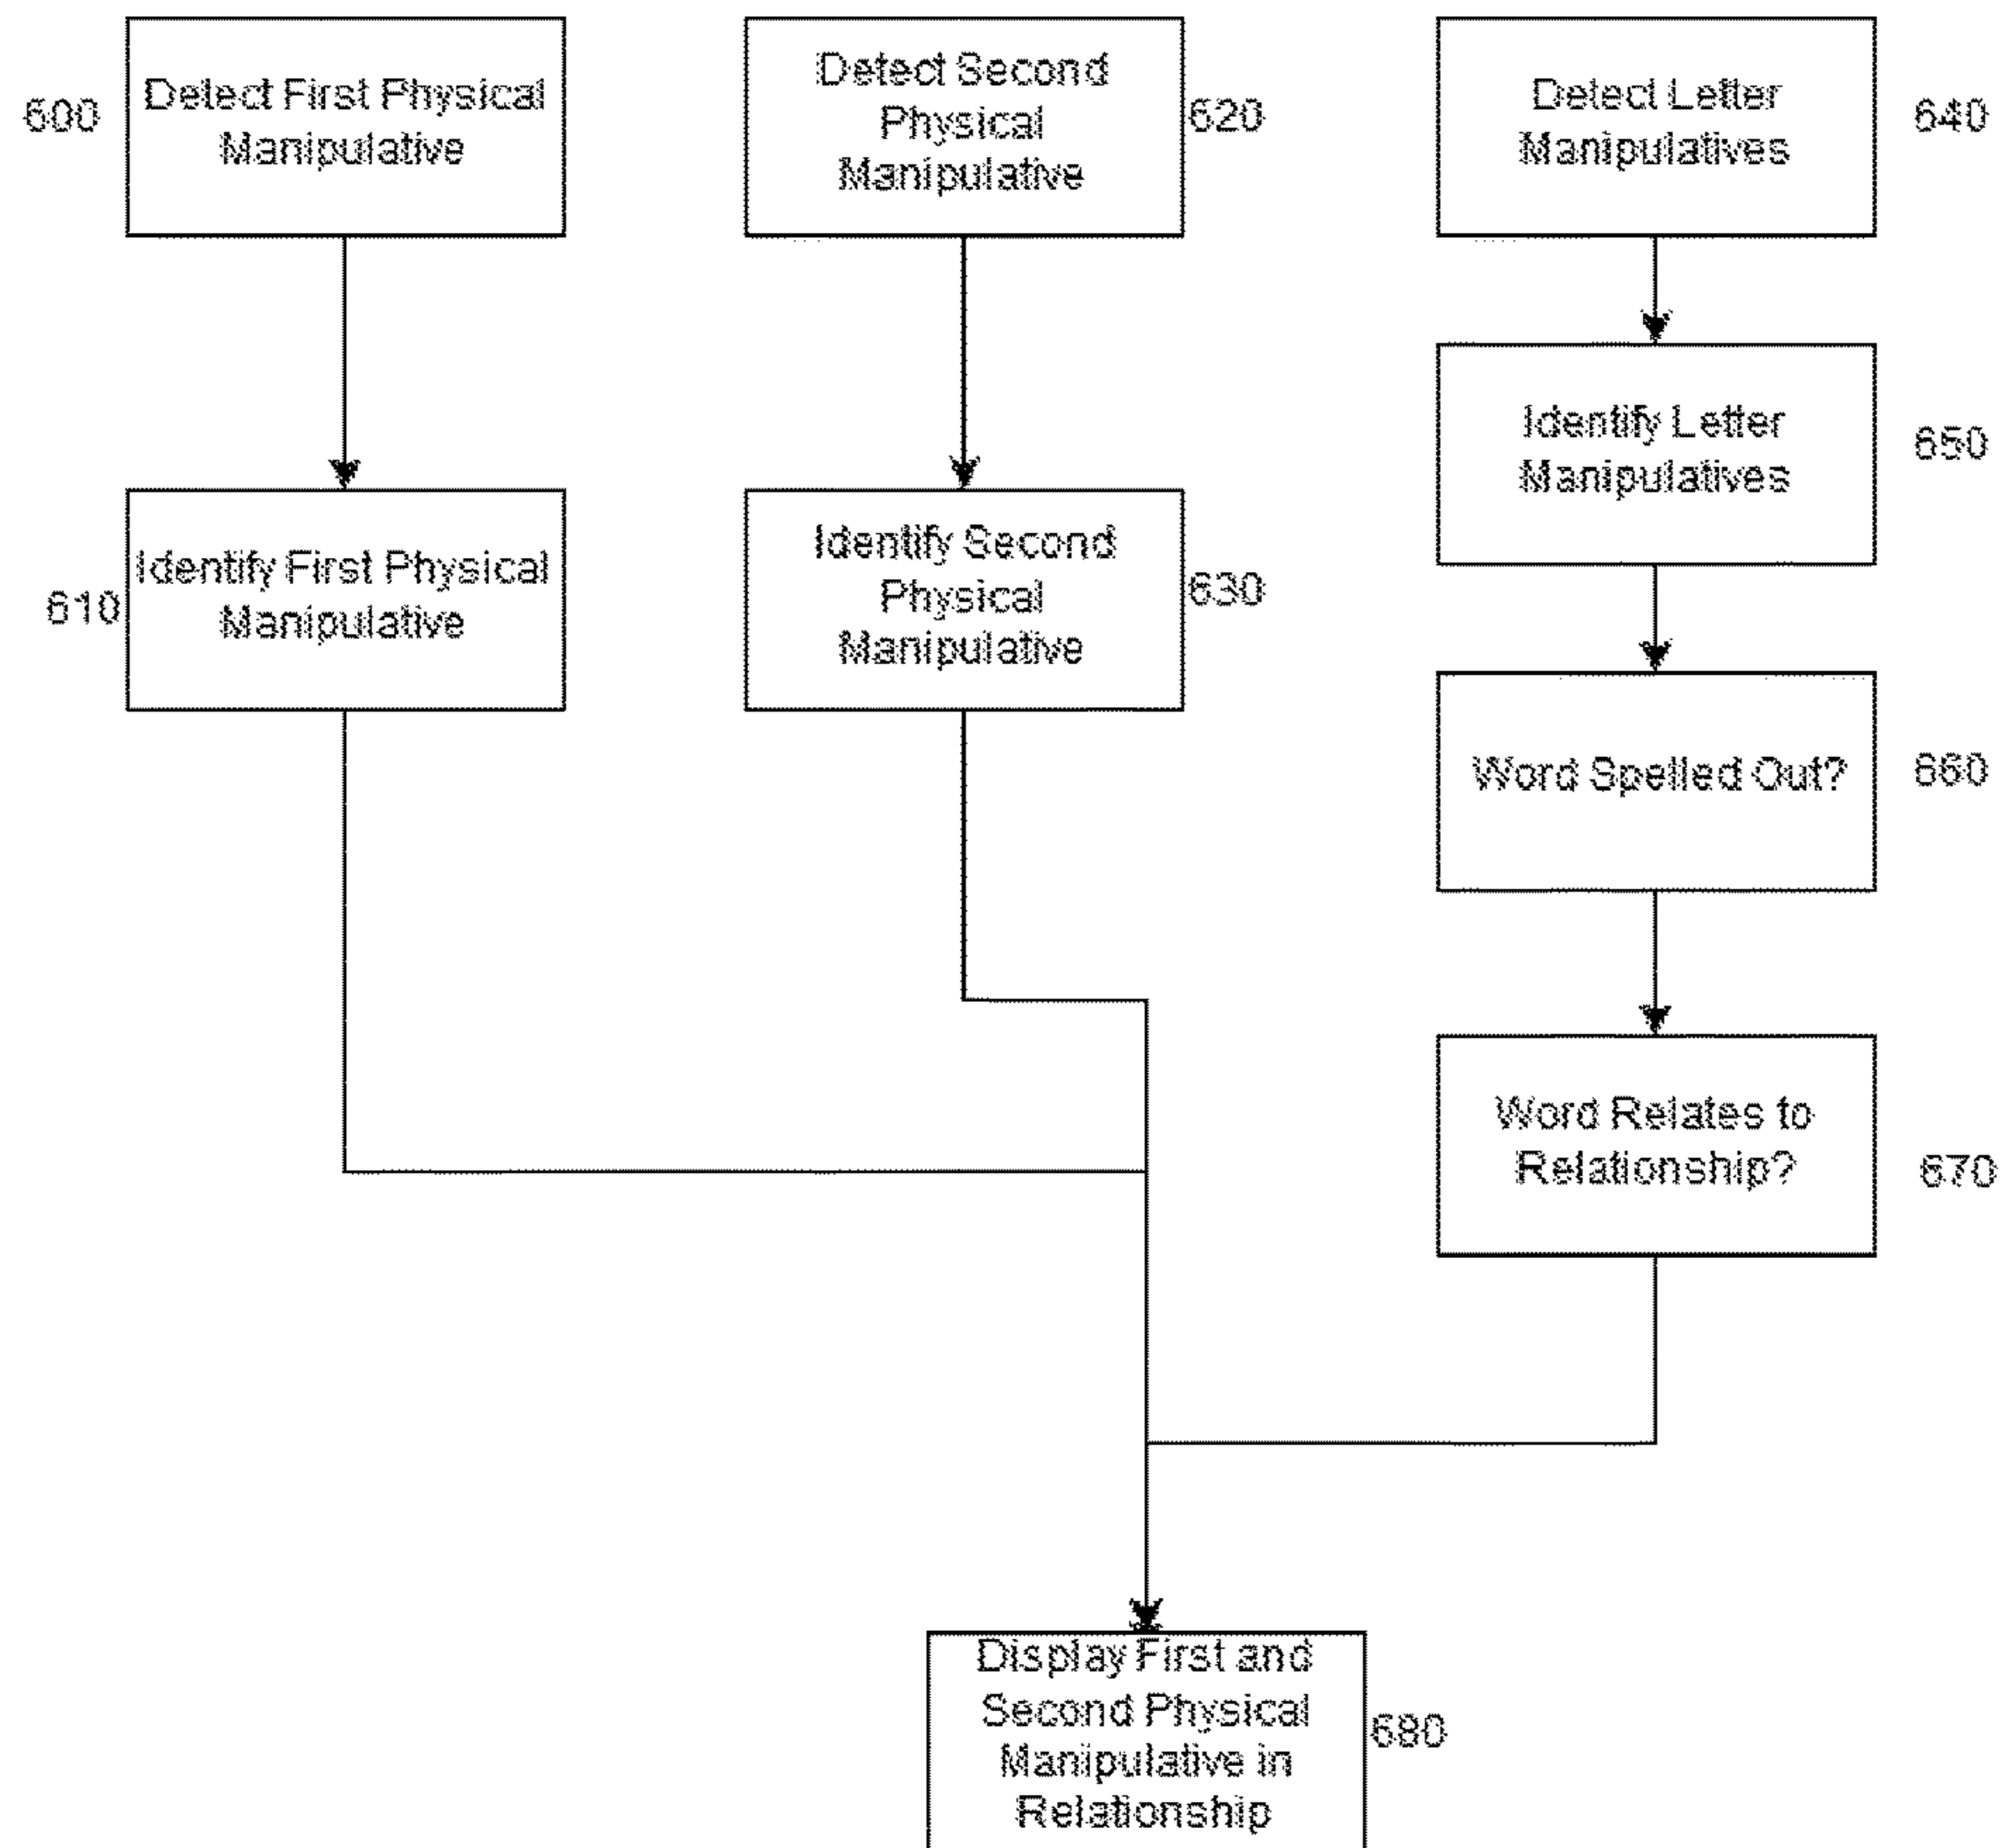 600
Detect First Physical
Manipulative
Detect Second
Physical
Manipulative
620
Detect Letter
Manipulatives
640
Identify Letter
Manipulatives
650
610
Identify First Physical
Manipulative
Identify Second
Physical
Manipulative
630
Word Spelled Out?
660
Word Relates to
Relationship?
670
Display First and
Second Physical
Manipulative in
Relationship
680